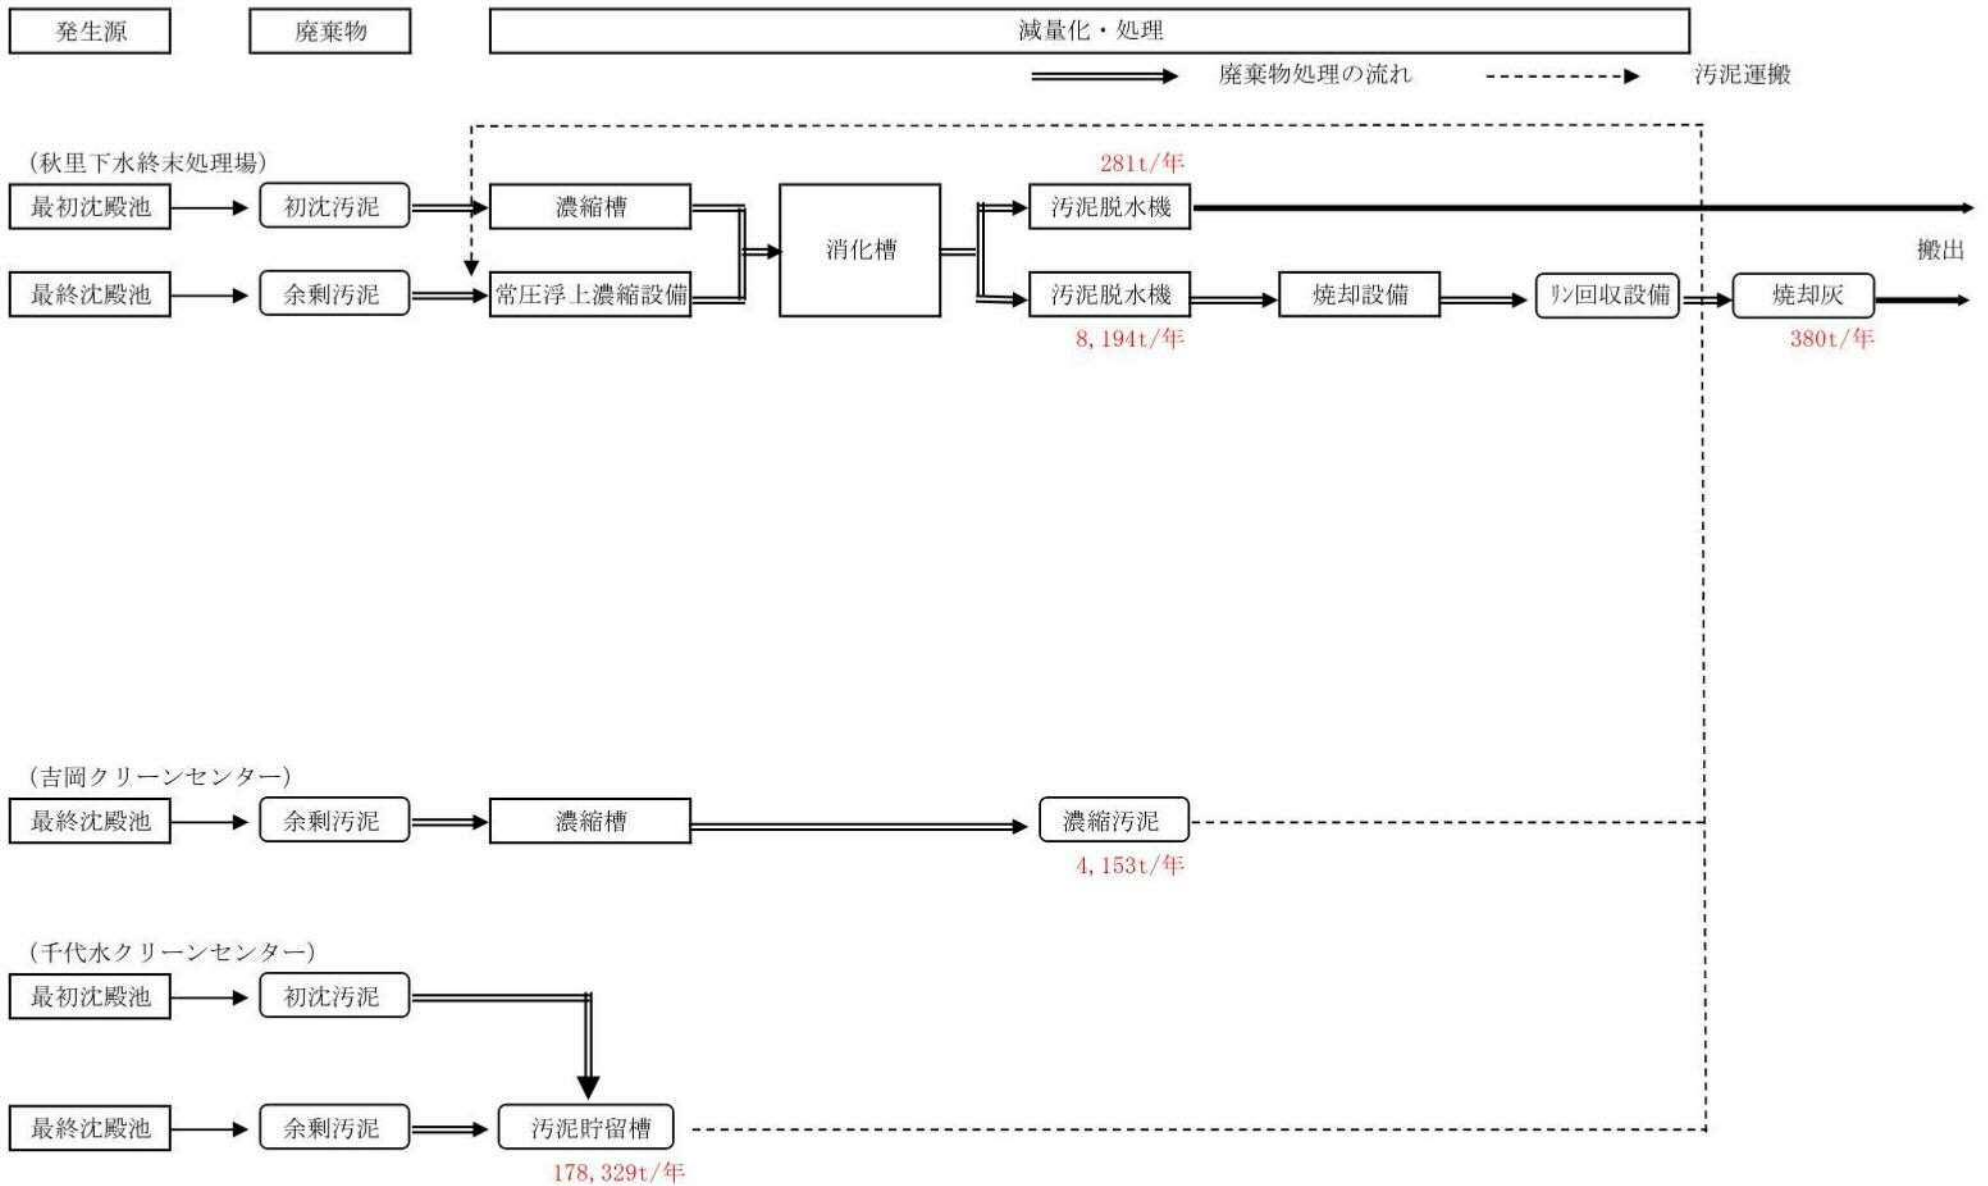 発生源
廃棄物
減量化・処理
廃棄物処理の流れ
汚泥運搬
(秋里下水終末処理場)
281t/年
最初沈殿池
初沈汚泥
濃縮槽
消化槽
汚泥脱水機
搬出
最終沈殿池
余剰汚泥
常圧浮上濃縮設備
汚泥脱水機
焼却設備
ﾘﾝ回収設備
焼却灰
8,194t/年
380t/年
(吉岡クリーンセンター)
最終沈殿池
余剰汚泥
濃縮槽
濃縮汚泥
4,153t/年
(千代水クリーンセンター)
最初沈殿池
初沈汚泥
最終沈殿池
余剰汚泥
汚泥貯留槽
178,329t/年